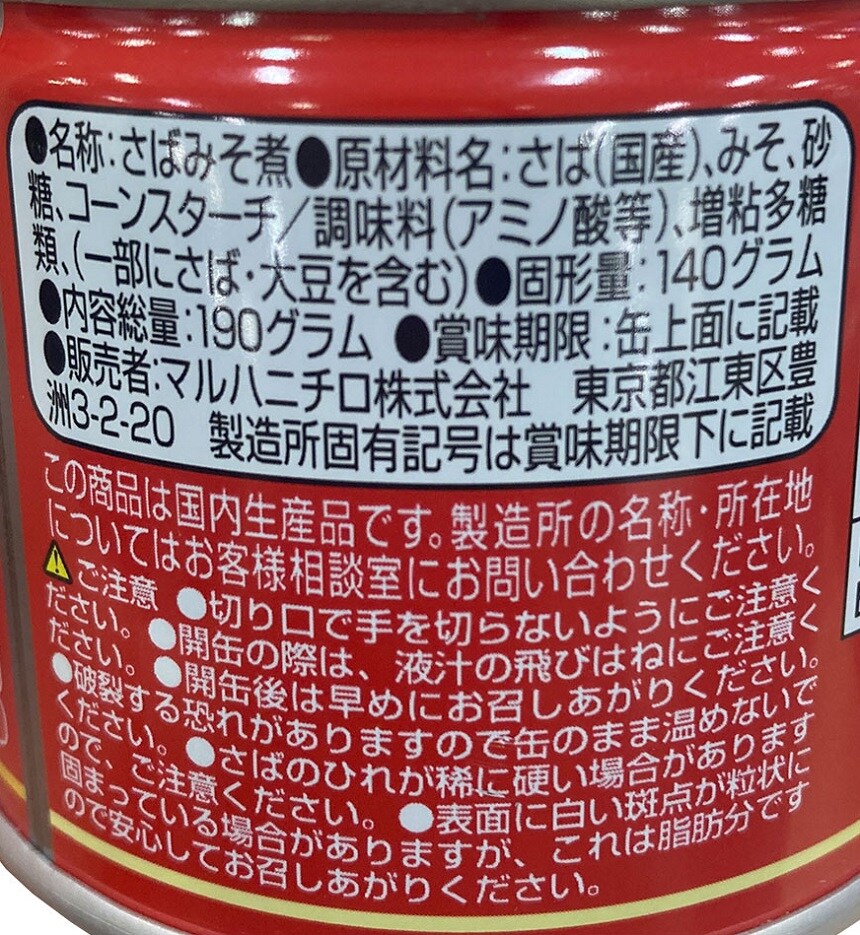 ●名称:さばみそ煮●原材料名:さば(国産)、みそ、砂
糖、コーンスターチ/調味料(アミノ酸等)、増粘多糖
類、(一部にさば・大豆を含む)●固形量:140グラム
●内容総量:190グラム ●賞味期限:缶上面に記載
●販売者:マルハニチロ株式会社 東京都江東区豊
洲3-2-20 製造所固有記号は賞味期限下に記載
この商品は国内生産品です。製造所の名称・所在地
についてはお客様相談室にお問い合わせください。
ご注意 ●切り口で手を切らないようにご注意く
ださい。●開缶の際は、液汁の飛びはねにご注意く
ださい。●開缶後は早めにお召しあがりください。
●破裂する恐れがありますので缶のまま温めないで
ください。●さばのひれが稀に硬い場合があります
ので、ご注意ください。●表面に白い斑点が粒状に
固まっている場合がありますが、これは脂肪分です
ので安心してお召しあがりください。